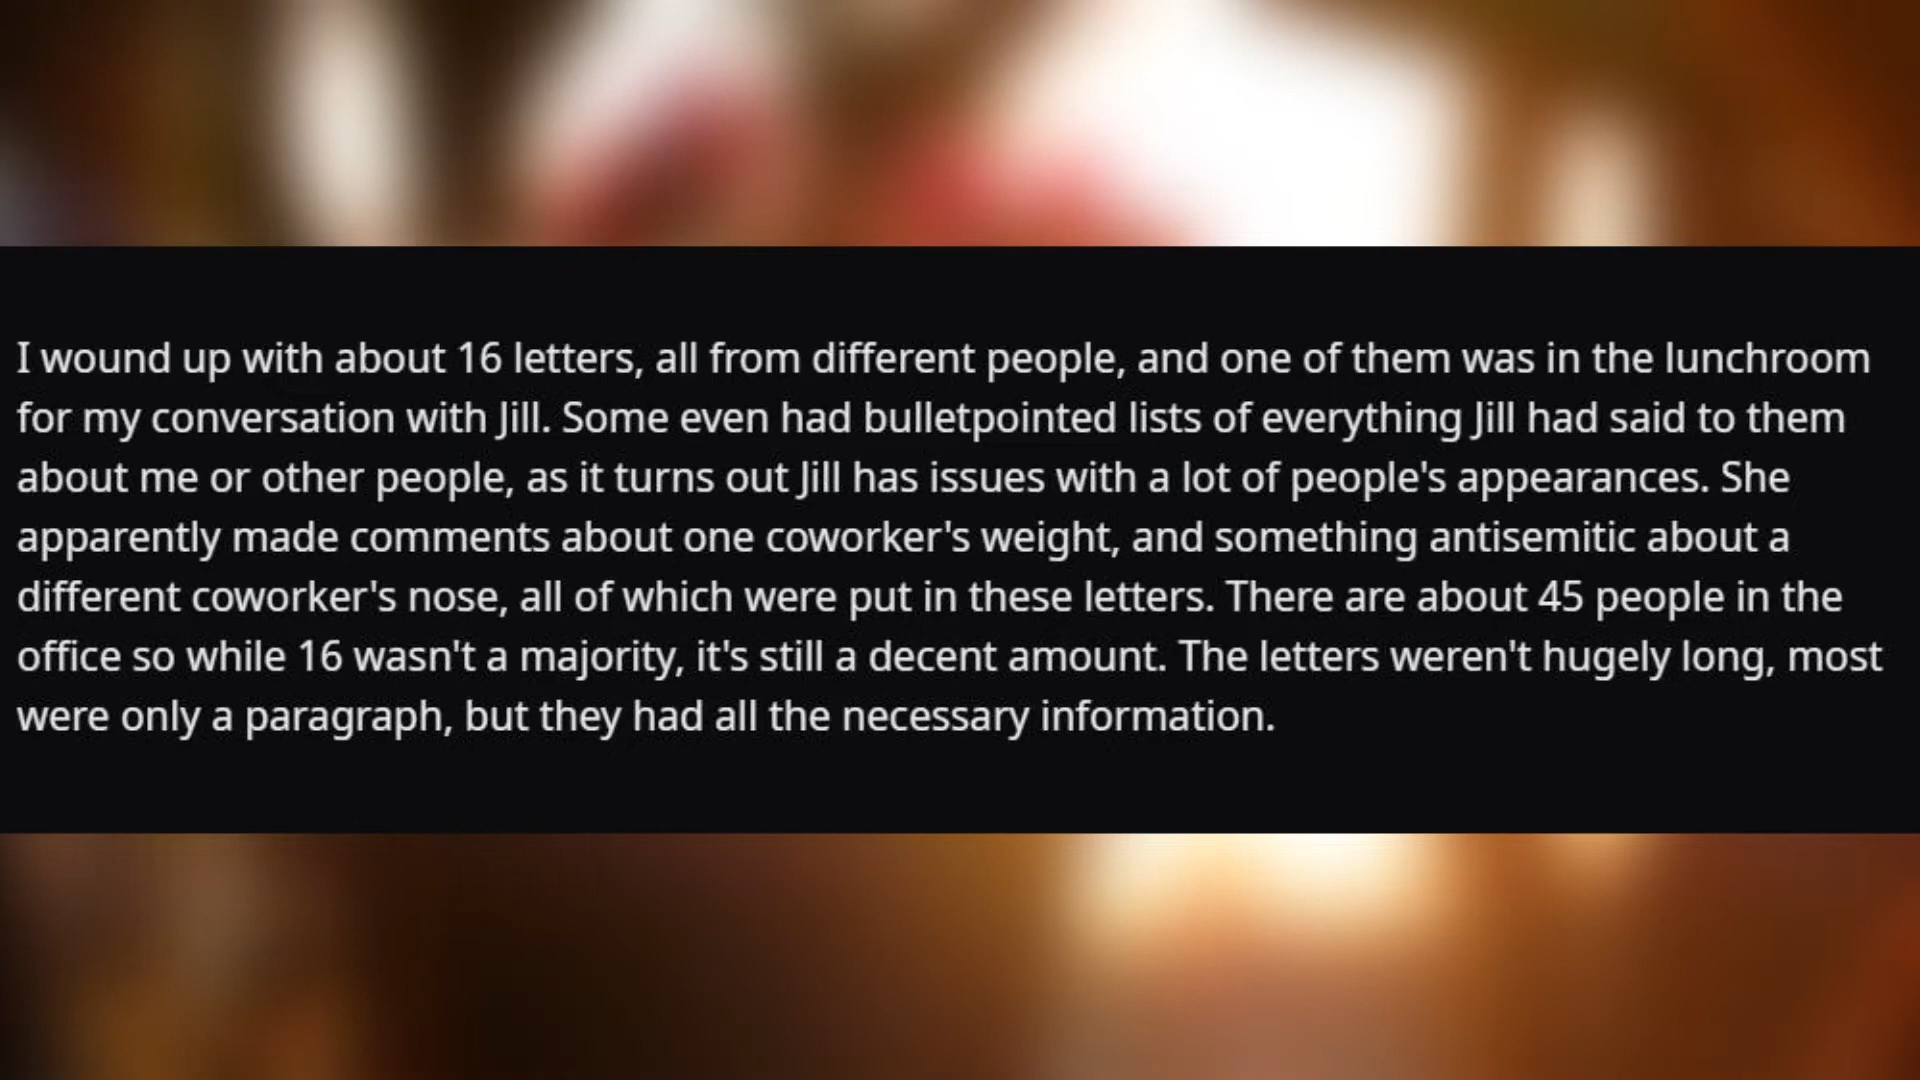 I wound up with about 16 letters, all from different people, and one of them was in the lunchroom
for my conversation with Jill. Some even had bulletpointed lists of everything Jill had said to them
about me or other people, as it turns out Jill has issues with a lot of people's appearances. She
apparently made comments about one coworker's weight, and something antisemitic about a
different coworker's nose, all of which were put in these letters. There are about 45 people in the
office so while 16 wasn't a majority, it's still a decent amount. The letters weren't hugely long, most
were only a paragraph, but they had all the necessary information.